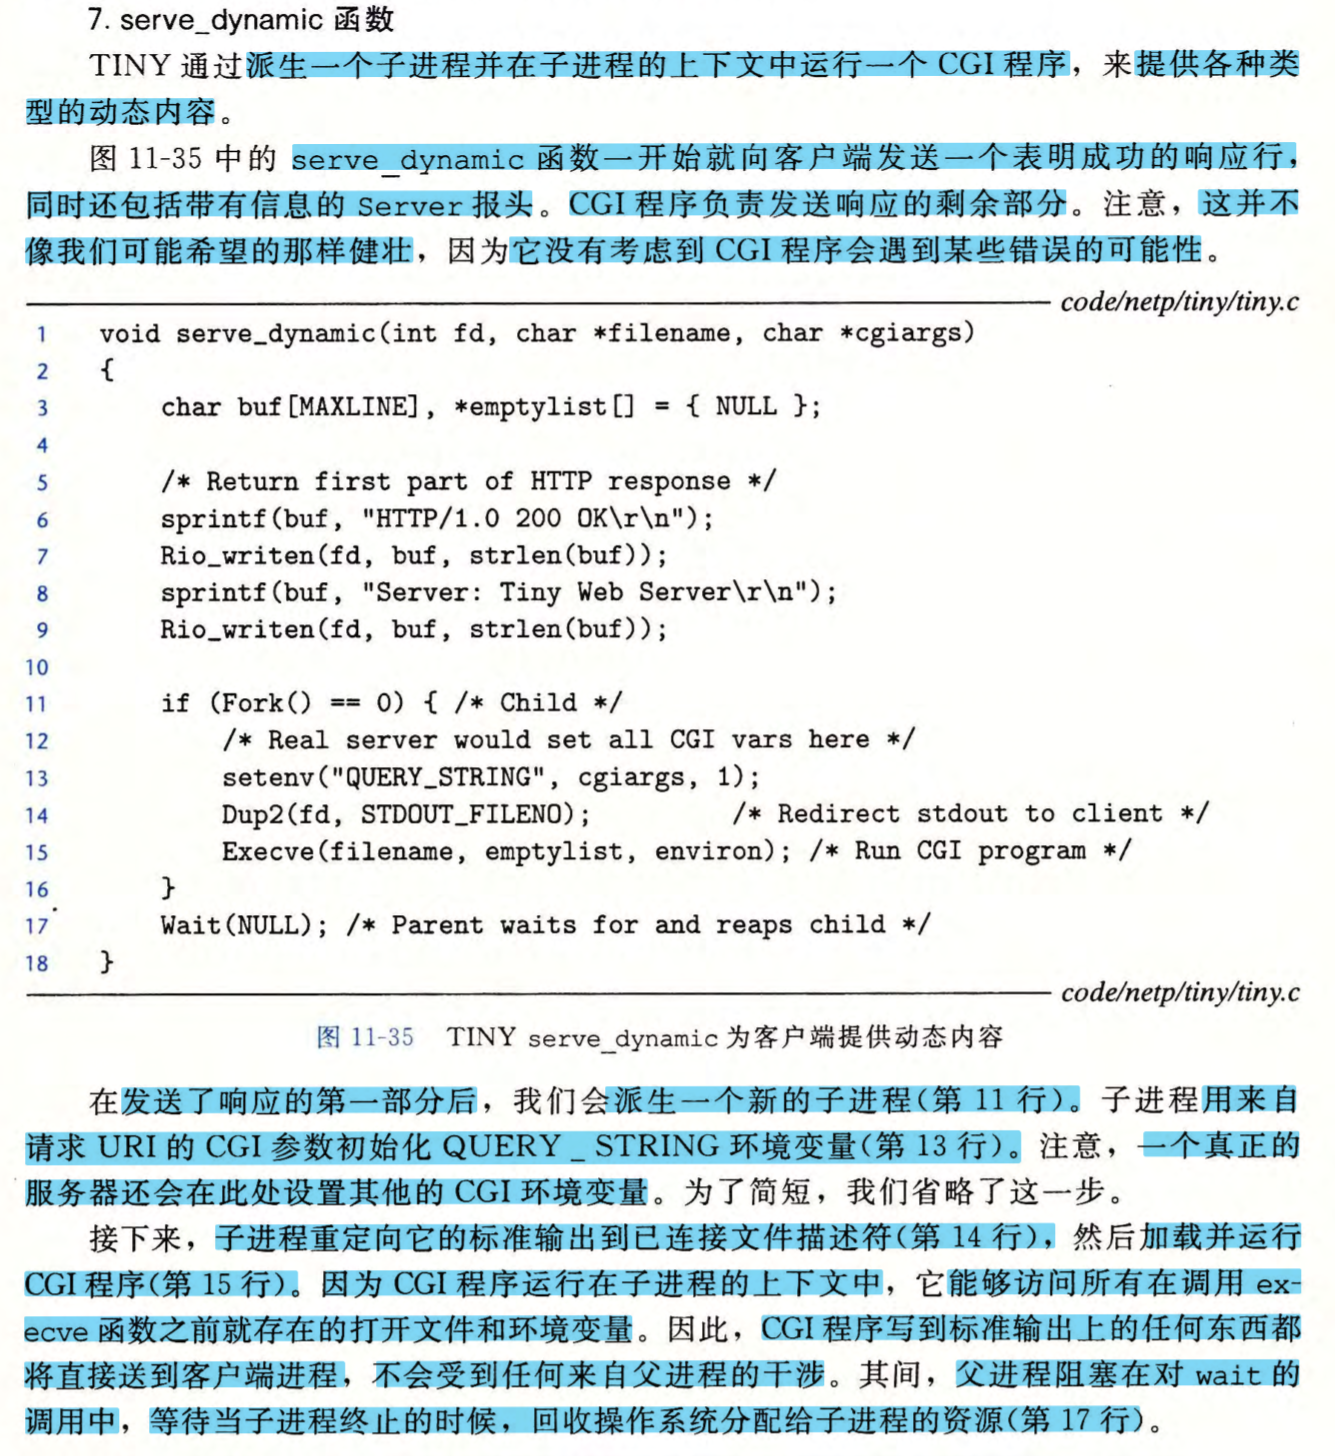 7. serve_dynamic 函数
TINY 通过派生一个子进程并在子进程的上下文中运行一个 CGI 程序，来提供各种类
型的动态内容。
图 11-35 中的 serve_dynamic 函数一开始就向客户端发送一个表明成功的响应行，
同时还包括带有信息的 Server 报头。CGI 程序负责发送响应的剩余部分。注意，这并不
像我们可能希望的那样健壮，因为它没有考虑到 CGI 程序会遇到某些错误的可能性。
code/netp/tiny/tiny.c
1 void serve_dynamic(int fd, char *filename, char *cgiargs)
2 {
3 char buf[MAXLINE], *emptylist[] = { NULL };
4
5 /* Return first part of HTTP response */
6 sprintf(buf, "HTTP/1.0 200 OK\r\n");
7 Rio_writen(fd, buf, strlen(buf));
8 sprintf(buf, "Server: Tiny Web Server\r\n");
9 Rio_writen(fd, buf, strlen(buf));
10
11 if (Fork() == 0) { /* Child */
12 /* Real server would set all CGI vars here */
13 setenv("QUERY_STRING", cgiargs, 1);
14 Dup2(fd, STDOUT_FILENO); /* Redirect stdout to client */
15 Execve(filename, emptylist, environ); /* Run CGI program */
16 }
17 Wait(NULL); /* Parent waits for and reaps child */
18 }
code/netp/tiny/tiny.c
图 11-35 TINY serve_dynamic 为客户端提供动态内容
在发送了响应的第一部分后，我们会派生一个新的子进程(第 11 行)。子进程用来自
请求 URI 的 CGI 参数初始化 QUERY_STRING 环境变量(第 13 行)。注意，一个真正的
服务器还会在此处设置其他的 CGI 环境变量。为了简短，我们省略了这一步。
接下来，子进程重定向它的标准输出到已连接文件描述符(第 14 行)，然后加载并运行
CGI 程序(第 15 行)。因为 CGI 程序运行在子进程的上下文中，它能够访问所有在调用 ex-
ecve 函数之前就存在的打开文件和环境变量。因此，CGI 程序写到标准输出上的任何东西都
将直接送到客户端进程，不会受到任何来自父进程的干涉。其间，父进程阻塞在对 wait 的
调用中，等待当子进程终止的时候，回收操作系统分配给子进程的资源(第 17 行)。